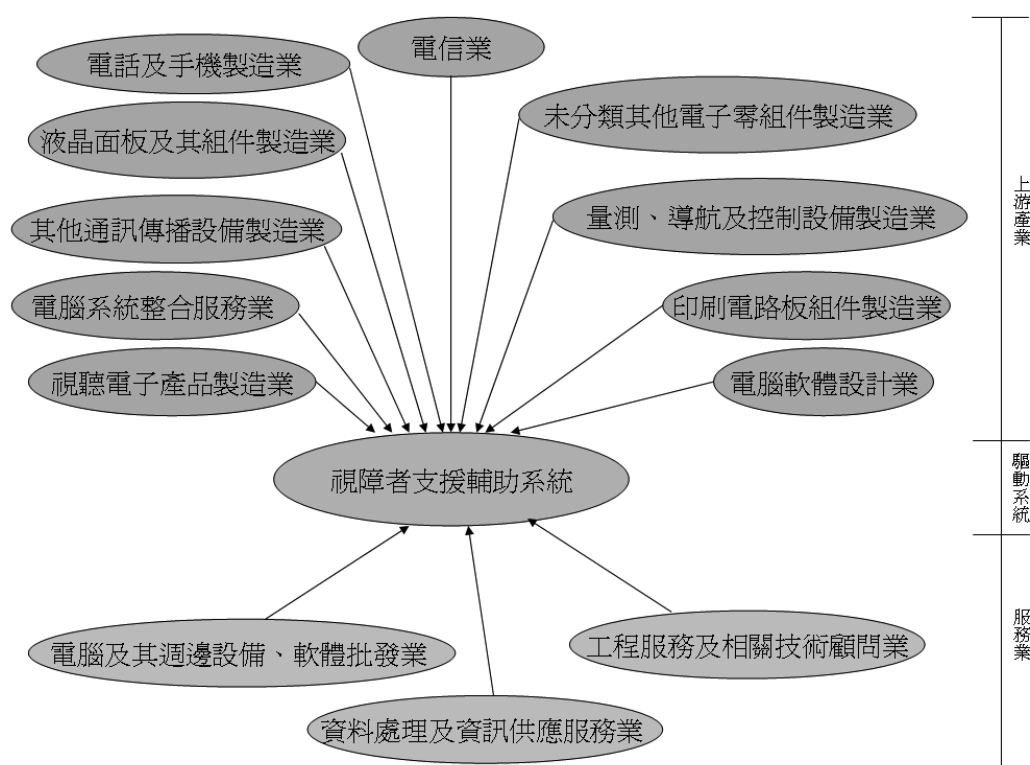 電信業
電話及手機製造業
未分類其他電子零組件製造業
液晶面板及其組件製造業
量測、導航及控制設備製造業
其他通訊傳播設備製造業
電腦系統整合服務業
印刷電路板組件製造業
視聽電子產品製造業
電腦軟體設計業
上游產業
視障者支援輔助系統
驅動系統
電腦及其週邊設備、軟體批發業
工程服務及相關技術顧問業
資料處理及資訊供應服務業
服務業